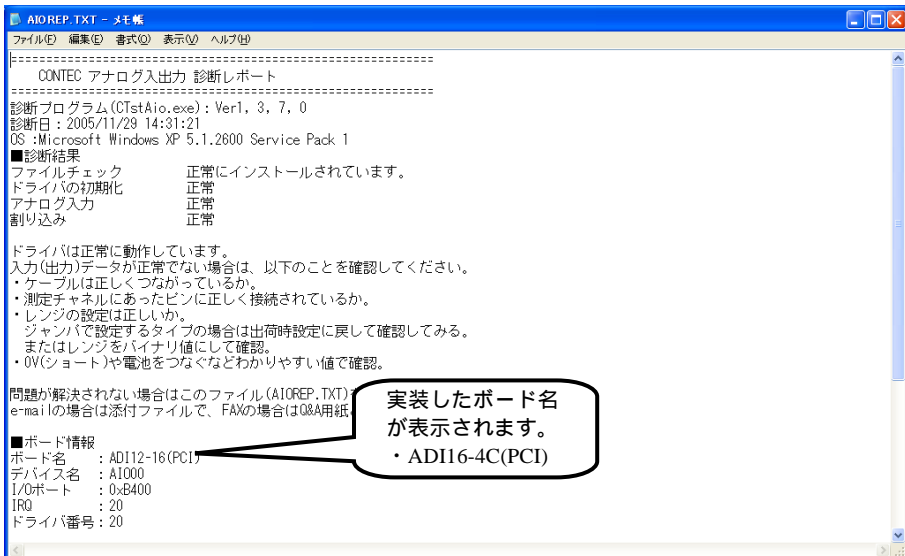 AIOREP.TXT - メモ帳
ファイル(F) 編集(E) 書式(O) 表示(V) ヘルプ(H)
===========================================================
CONTEC アナログ入出力 診断レポート
===========================================================
診断プログラム(CTstAio.exe) : Ver1, 3, 7, 0
診断日 : 2005/11/29 14:31:21
OS :Microsoft Windows XP 5.1.2600 Service Pack 1
■診断結果
ファイルチェック 正常にインストールされています。
ドライバの初期化 正常
アナログ入力 正常
割り込み 正常
ドライバは正常に動作しています。
入力(出力)データが正常でない場合は、以下のことを確認してください。
・ケーブルは正しくつながっているか。
・測定チャネルにあったピンに正しく接続されているか。
・レンジの設定は正しいか。
ジャンパで設定するタイプの場合は出荷時設定に戻して確認してみる。
またはレンジをバイナリ値にして確認。
・0V(ショート)や電池をつなぐなどわかりやすい値で確認。
問題が解決されない場合はこのファイル(AIOREP.TXT)
e-mailの場合は添付ファイルで、FAXの場合はQ&A用紙
■ボード情報
ボード名 : ADI12-16(PCI)
デバイス名 : AIO00
I/Oポート : 0xB400
IRQ : 20
ドライバ番号 : 20
実装したボード名
が表示されます。
・ADI16-4C(PCI)